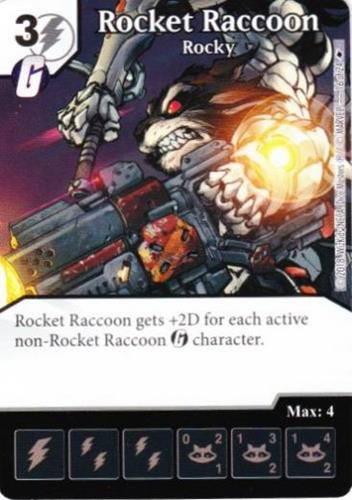 3
Rocket Raccoon
Rocky
G
Rocket Raccoon gets +2D for each active
non-Rocket Raccoon G character.
Max: 4
0 2 1
1 3 2
1 4 2